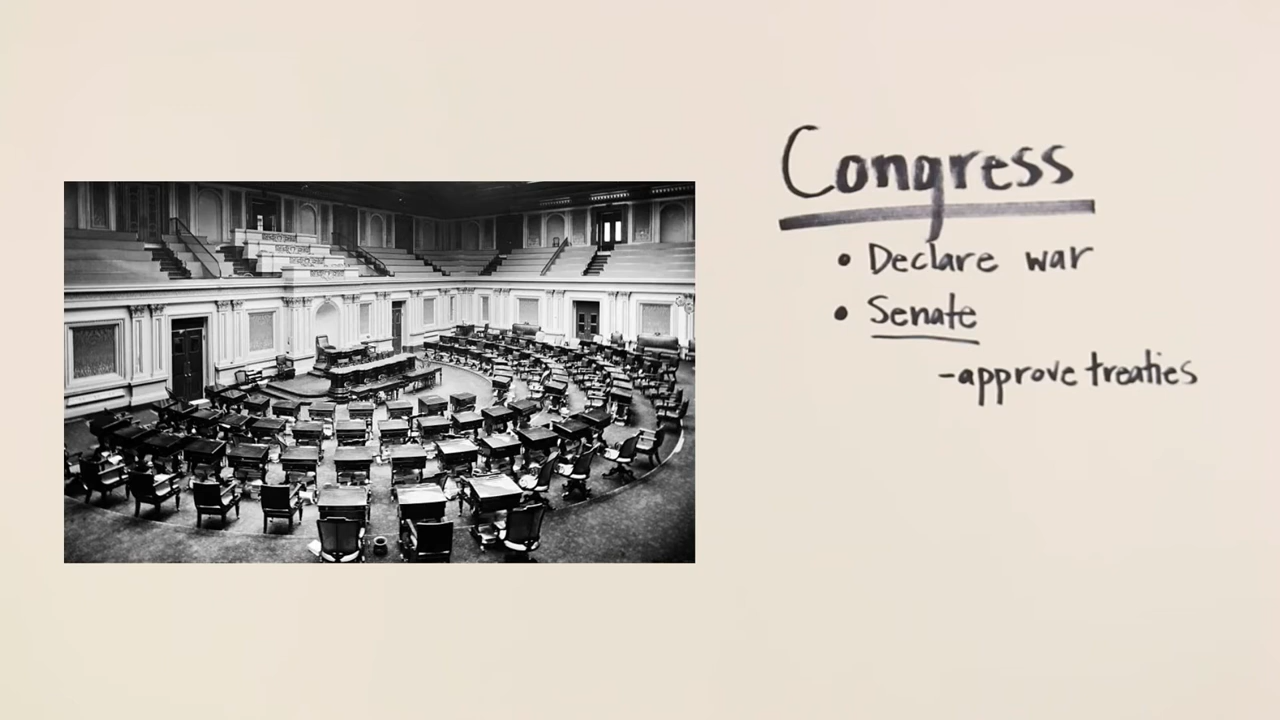 Congress
• Declare war
• Senate
-approve treaties